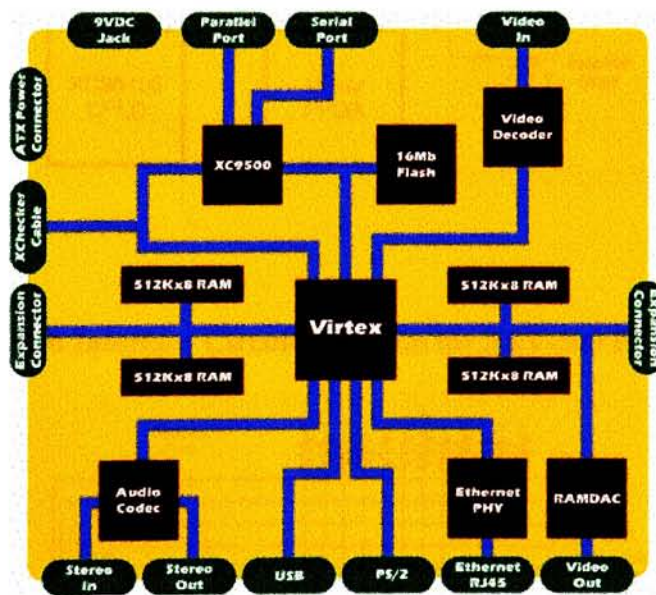 9VDC
Jack
Parallel
Port
Serial
Port
Video
In
ATX Power
Connector
XC9500
16Mb
Flash
Video
Decoder
XChecker
Cable
512Kx8 RAM
512Kx8 RAM
Expansion
Connector
Virtex
Expansion
Connector
512Kx8 RAM
512Kx8 RAM
Audio
Codec
Ethernet
PHY
RAMDAC
Stereo
In
Stereo
Out
USB
PS/2
Ethernet
RJ45
Video
Out